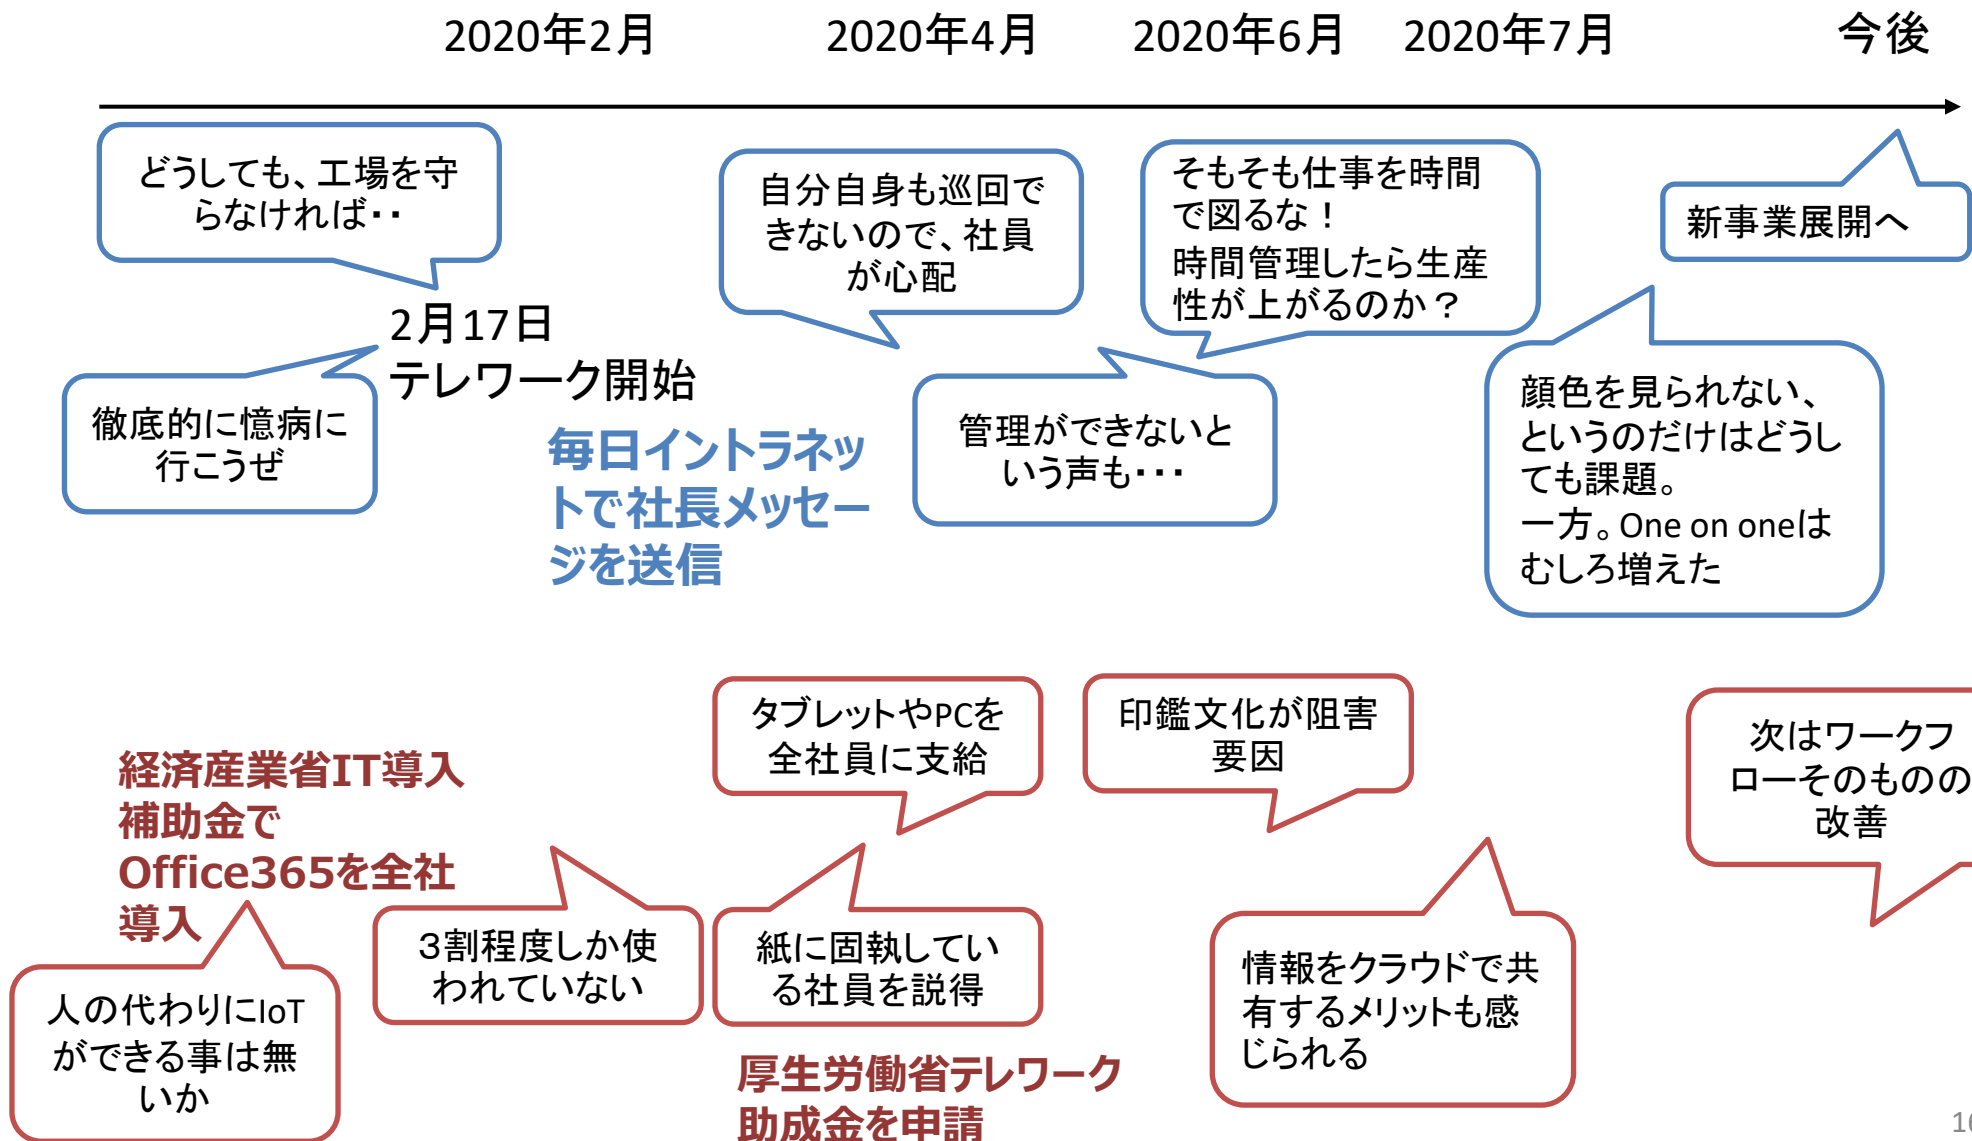 2020年2月
2020年4月
2020年6月
2020年7月
今後
どうしても、工場を守
らなければ・・
自分自身も巡回で
きないので、社員
が心配
そもそも仕事を時間
で図るな！
時間管理したら生産
性が上がるのか？
新事業展開へ
2月17日
テレワーク開始
徹底的に憶病に
行こうぜ
毎日イントラネッ
トで社長メッセー
ジを送信
管理ができないと
いう声も・・・
顔色を見られない、
というのだけはどうし
ても課題。
一方。One on oneは
むしろ増えた
タブレットやPCを
全社員に支給
印鑑文化が阻害
要因
次はワークフ
ローそのものの
改善
経済産業省IT導入
補助金で
Office365を全社
導入
3割程度しか使
われていない
紙に固執してい
る社員を説得
情報をクラウドで共
有するメリットも感
じられる
人の代わりにIoT
ができる事は無
いか
厚生労働省テレワーク
助成金を申請
16